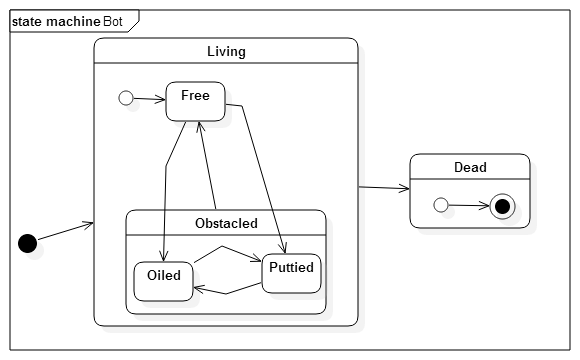 state machine Bot
Living
Free
Dead
Obstacled
Oiled
Puttied